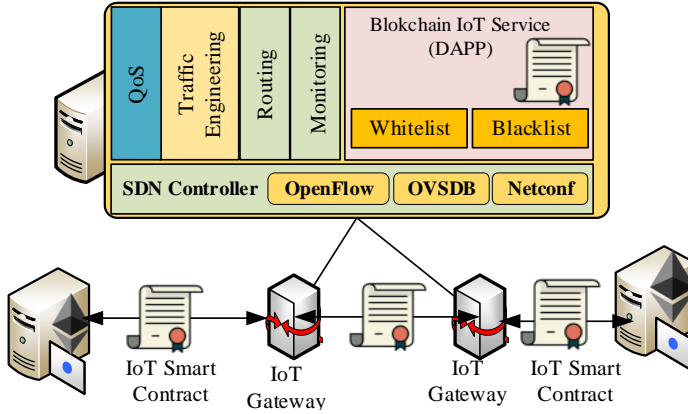 QoS
Traffic
Engineering
Routing
Monitoring
Blokchain IoT Service
(DAPP)
Whitelist
Blacklist
SDN Controller
OpenFlow
OVSDB
Netconf
IoT Smart
Contract
IoT
Gateway
IoT
Gateway
IoT Smart
Contract